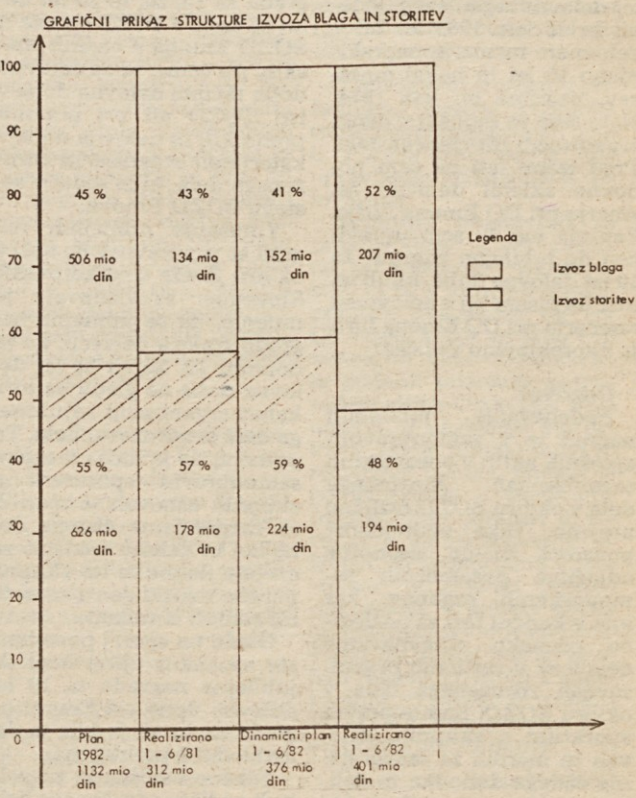 GRAFIČNI PRIKAZ STRUKTURE IZVOZA BLAGA IN STORITEV
100
90
80
70
60
50
40
30
20
10
0
45 %
506 mio
din
43 %
134 mio
din
41 %
152 mio
din
52 %
207 mio
din
55 %
626 mio
din
57 %
178 mio
din
59 %
224 mio
din
48 %
194 mio
din
Legenda
Izvoz blaga
Izvoz storitev
Plan
1982
1132 mio
din
Realizirano
1 - 6/81
312 mio
din
Dinamični plan
1 - 6/82
376 mio
din
Realizirano
1 - 6/82
401 mio
din